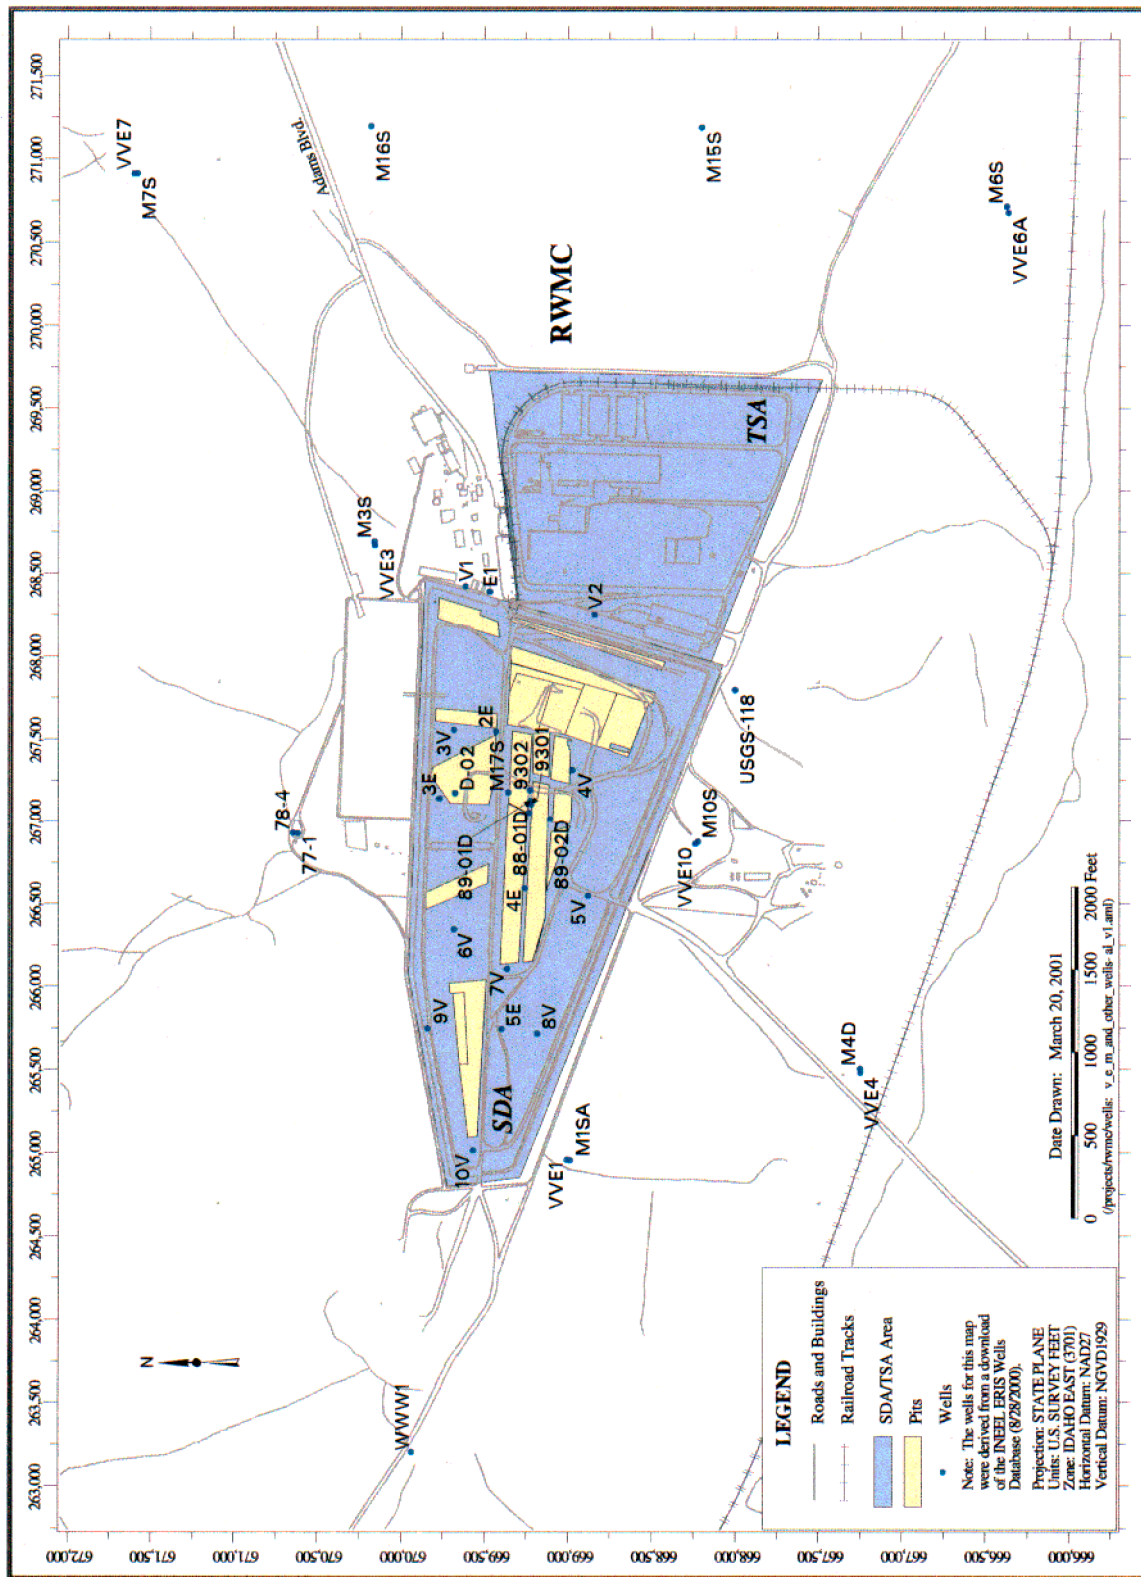 263,000
263,500
264,000
264,500
265,000
265,500
266,000
266,500
267,000
267,500
268,000
268,500
269,000
269,500
270,000
270,500
271,000
271,500
672,000
671,500
671,000
670,500
670,000
669,500
669,000
668,500
668,000
667,500
667,000
666,500
666,000
N
VVE7
M7S
Adams Blvd.
M16S
M15S
M6S
VVE6A
RWMC
TSA
M3S
VVE3
V1
E1
V2
78-4
77-1
3V
2E
3E
D-02
M17S
9302
9301
4V
89-01D
88-01D
89-02D
4E
5V
6V
7V
9V
5E
8V
SDA
10V
USGS-118
M10S
VVE10
M4D
VVE4
M1SA
VVE1
WWW1
Date Drawn: March 20, 2001
0 500 1000 1500 2000 Feet
(/projects/rwmc/wells: v_e_m_and_other_wells-al_v1.aml)
LEGEND
Roads and Buildings
Railroad Tracks
SDA/TSA Area
Pits
Wells
Note: The wells for this map
were derived from a download
of the INEEL ERIS Wells
Database (8/28/2000).
Projection: STATE PLANE
Units: U.S. SURVEY FEET
Zone: IDAHO EAST (3701)
Horizontal Datum: NAD27
Vertical Datum: NGVD1929